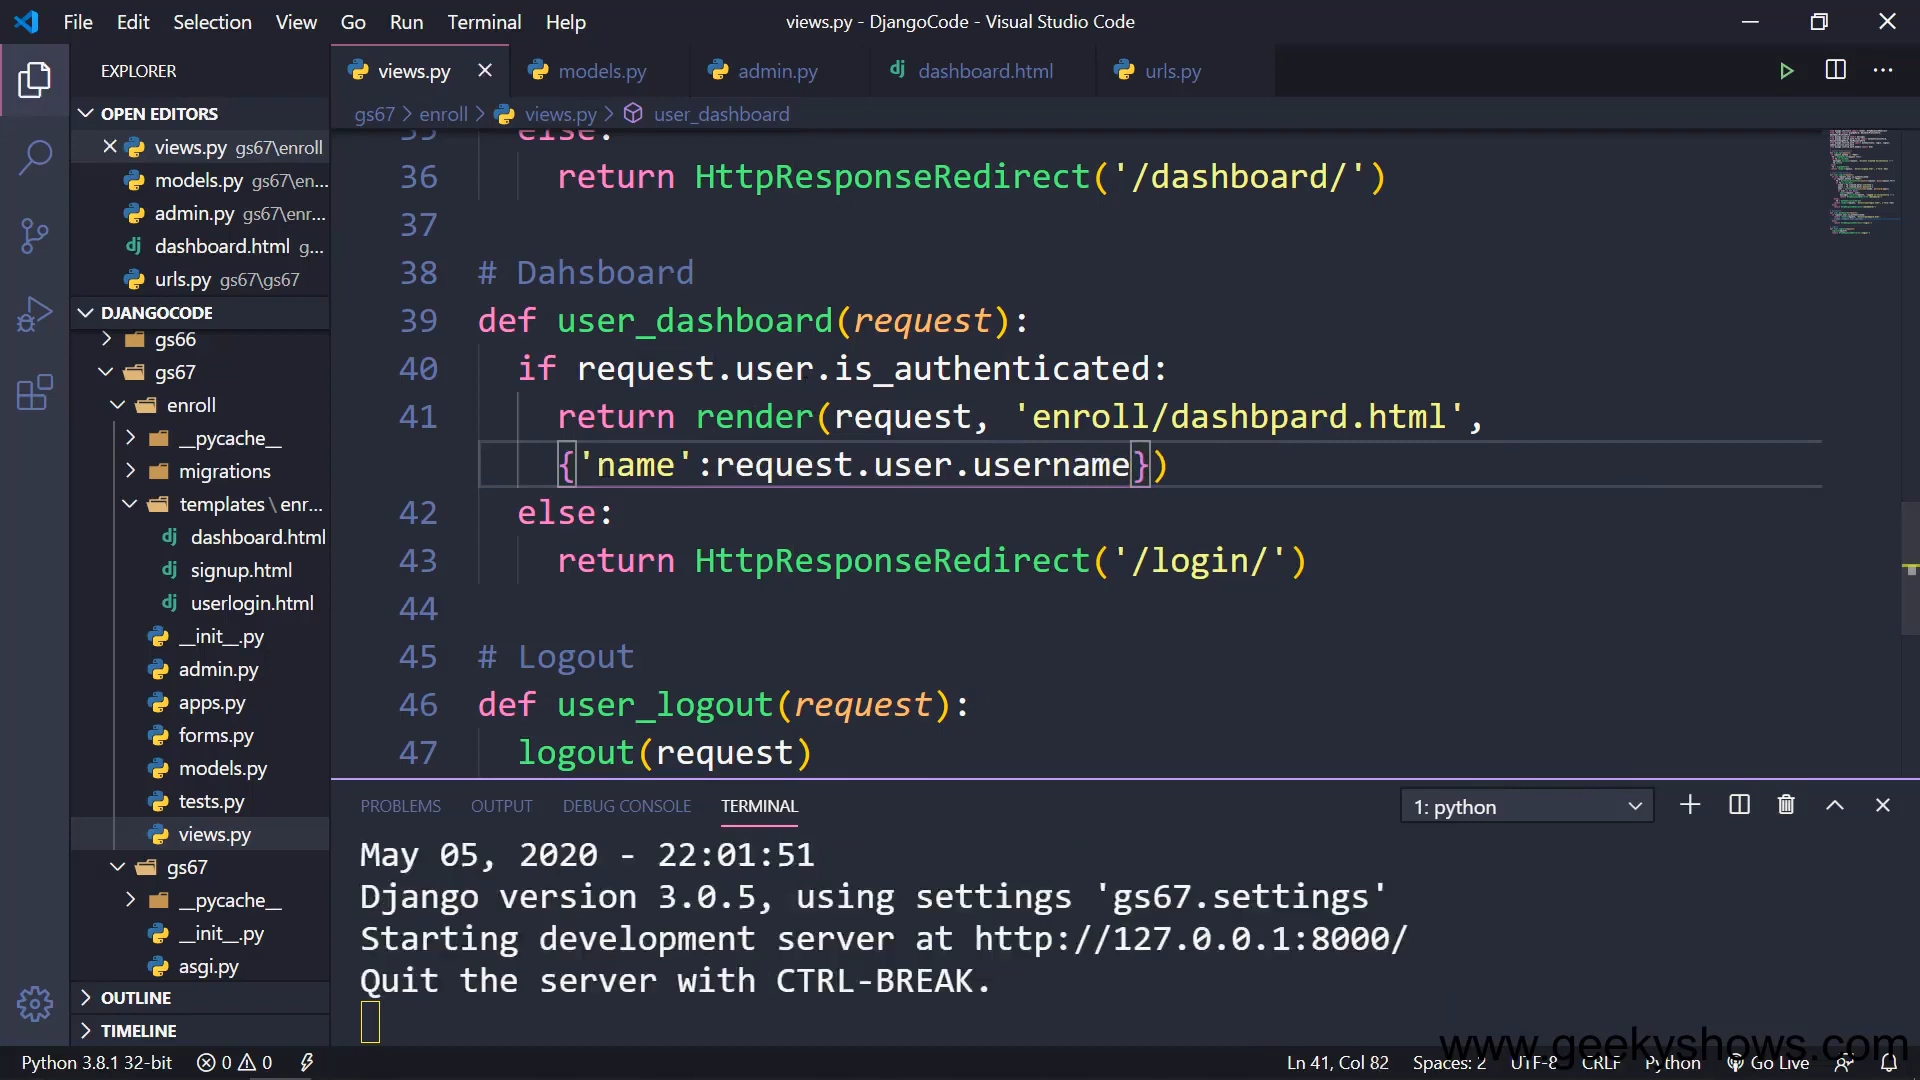 File Edit Selection View Go Run Terminal Help
views.py - DjangoCode - Visual Studio Code
EXPLORER
OPEN EDITORS
views.py gs67\enroll
models.py gs67\en...
admin.py gs67\enr...
dashboard.html g...
urls.py gs67\gs67
DJANGOCODE
gs66
gs67
enroll
__pycache__
migrations
templates \ enr...
dashboard.html
signup.html
userlogin.html
__init__.py
admin.py
apps.py
forms.py
models.py
tests.py
views.py
gs67
__pycache__
__init__.py
asgi.py
OUTLINE
TIMELINE
views.py models.py admin.py dashboard.html urls.py
gs67 > enroll > views.py > user_dashboard
35 else:
36 return HttpResponseRedirect('/dashboard/')
37
38 # Dahsboard
39 def user_dashboard(request):
40 if request.user.is_authenticated:
41 return render(request, 'enroll/dashbpard.html',
{'name':request.user.username})
42 else:
43 return HttpResponseRedirect('/login/')
44
45 # Logout
46 def user_logout(request):
47 logout(request)
PROBLEMS OUTPUT DEBUG CONSOLE TERMINAL 1: python
May 05, 2020 - 22:01:51
Django version 3.0.5, using settings 'gs67.settings'
Starting development server at http://127.0.0.1:8000/
Quit the server with CTRL-BREAK.
www.geekyshows.com
Python 3.8.1 32-bit 0 0 Ln 41, Col 82 Spaces: 2 UTF-8 CRLF Python Go Live